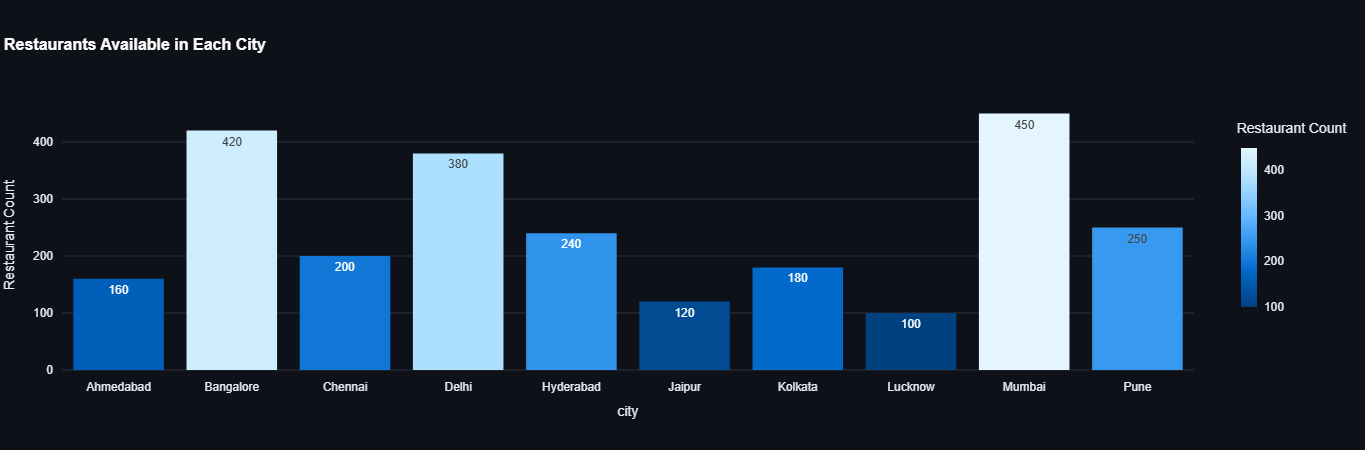 Restaurants Available in Each City
Restaurant Count
400
300
200
100
0
160
420
200
380
240
120
180
100
450
250
Ahmedabad
Bangalore
Chennai
Delhi
Hyderabad
Jaipur
Kolkata
Lucknow
Mumbai
Pune
city
Restaurant Count
400
300
200
100